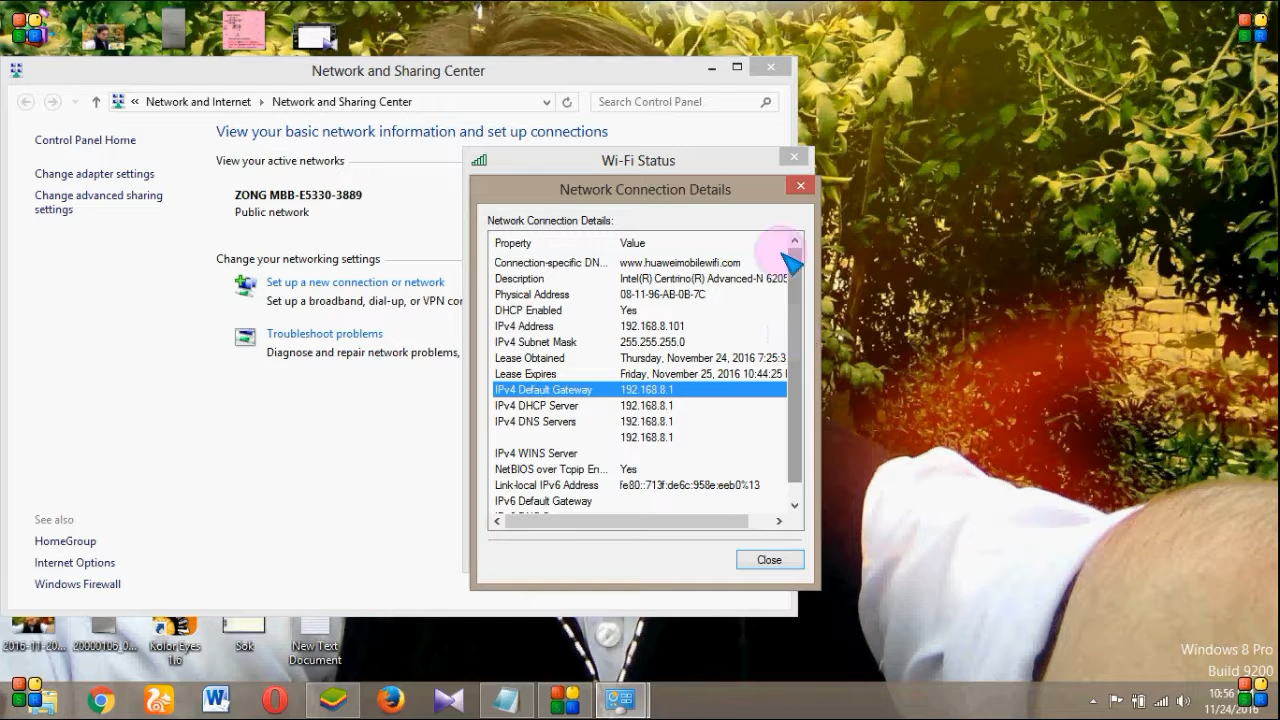 Network and Sharing Center
« Network and Internet Network and Sharing Center
Search Control Panel
Control Panel Home
Change adapter settings
Change advanced sharing
settings
View your basic network information and set up connections
View your active networks
ZONG MBB-E5330-3889
Public network
Change your networking settings
Set up a new connection or network
Set up a broadband, dial-up, or VPN co
Troubleshoot problems
Diagnose and repair network problems,
See also
HomeGroup
Internet Options
Windows Firewall
Wi-Fi Status
Network Connection Details
Network Connection Details:
Property Value
Connection-specific DN... www.huaweimobilewifi.com
Description Intel(R) Centrino(R) Advanced-N 6205
Physical Address 08-11-96-AB-0B-7C
DHCP Enabled Yes
IPv4 Address 192.168.8.101
IPv4 Subnet Mask 255.255.255.0
Lease Obtained Thursday, November 24, 2016 7:25:3
Lease Expires Friday, November 25, 2016 10:44:25
IPv4 Default Gateway 192.168.8.1
IPv4 DHCP Server 192.168.8.1
IPv4 DNS Servers 192.168.8.1
192.168.8.1
IPv4 WINS Server
NetBIOS over Tcpip En... Yes
Link-local IPv6 Address fe80::713f:de6c:958e:eeb0%13
IPv6 Default Gateway
Close
2016-11-20... 20000106_0... Kolor Eyes Sok New Text
1.6 Document
Windows 8 Pro
Build 9200
10:56
11/24/2016